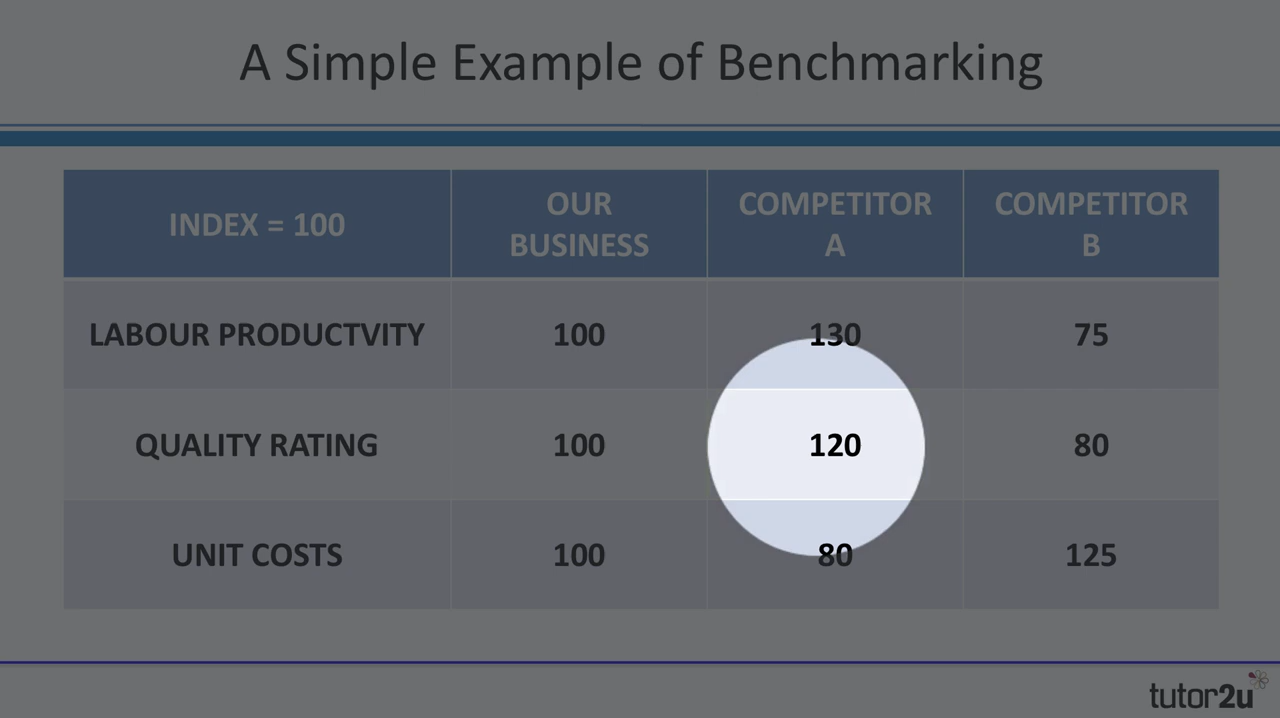 A Simple Example of Benchmarking
INDEX = 100
OUR
BUSINESS
COMPETITOR
A
COMPETITOR
B
LABOUR PRODUCTVITY 100 130 75
QUALITY RATING 100 120 80
UNIT COSTS 100 80 125
tutor2u